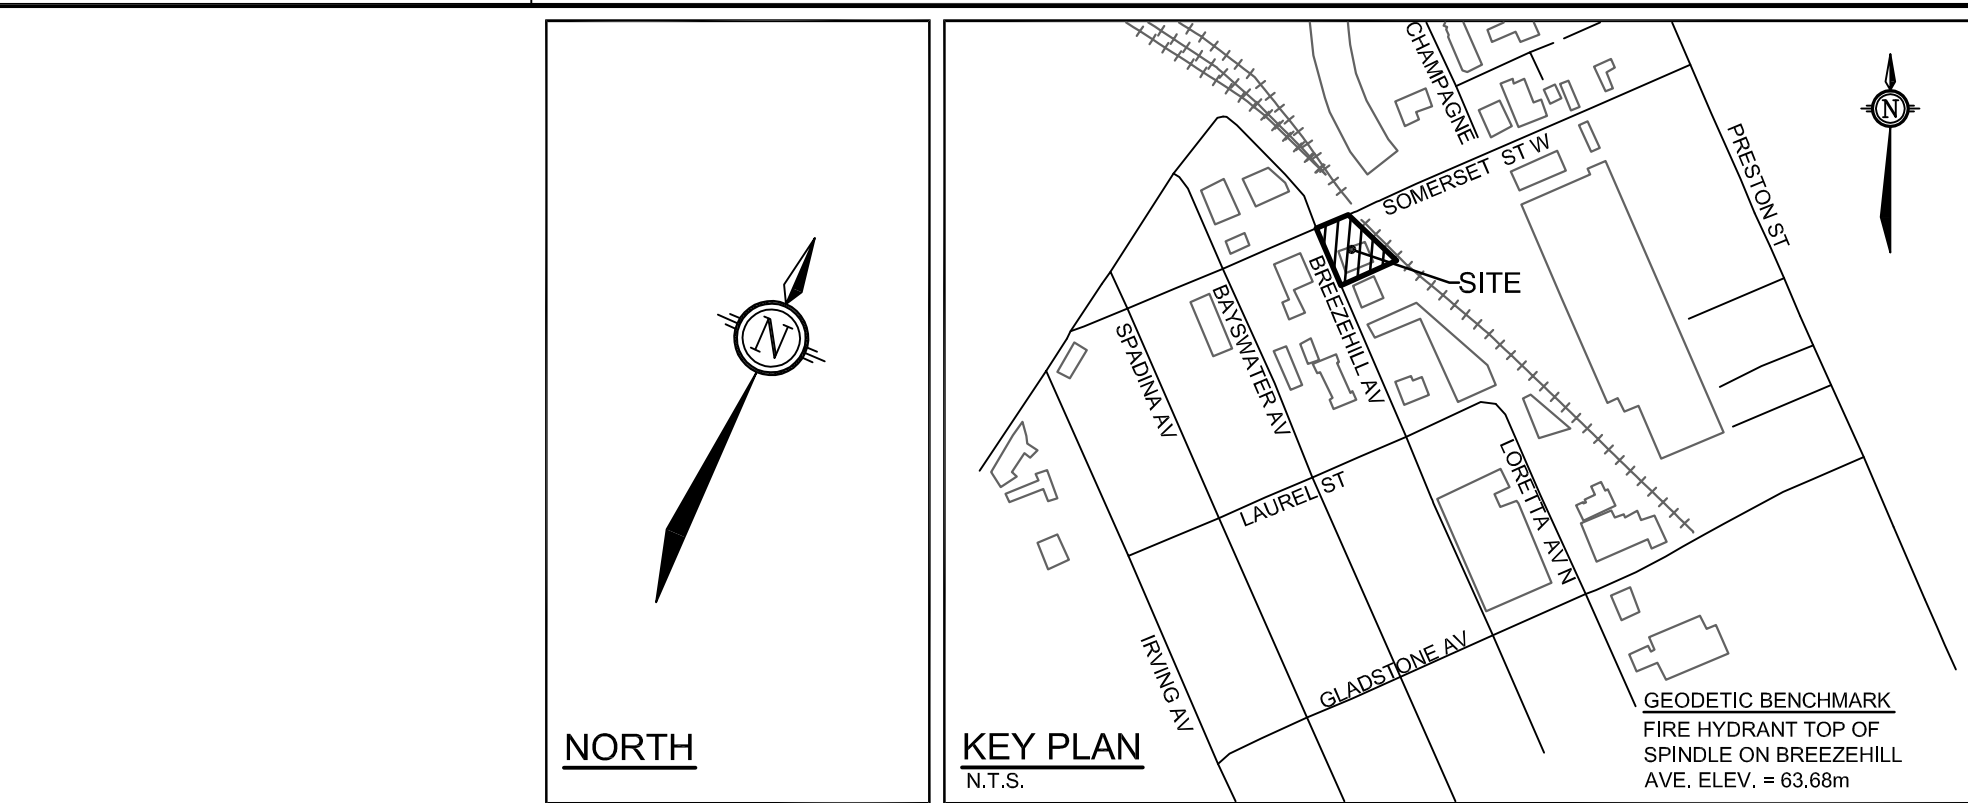 N
NORTH
CHAMPAGNE
N
PRESTON ST
SOMERSET ST W
SITE
BREEZEHILL AV
BAYSWATER AV
SPADINA AV
LAUREL ST
LORETTA AV N
IRVING AV
GLADSTONE AV
KEY PLAN
N.T.S.
GEODETIC BENCHMARK
FIRE HYDRANT TOP OF
SPINDLE ON BREEZEHILL
AVE. ELEV. = 63.68m